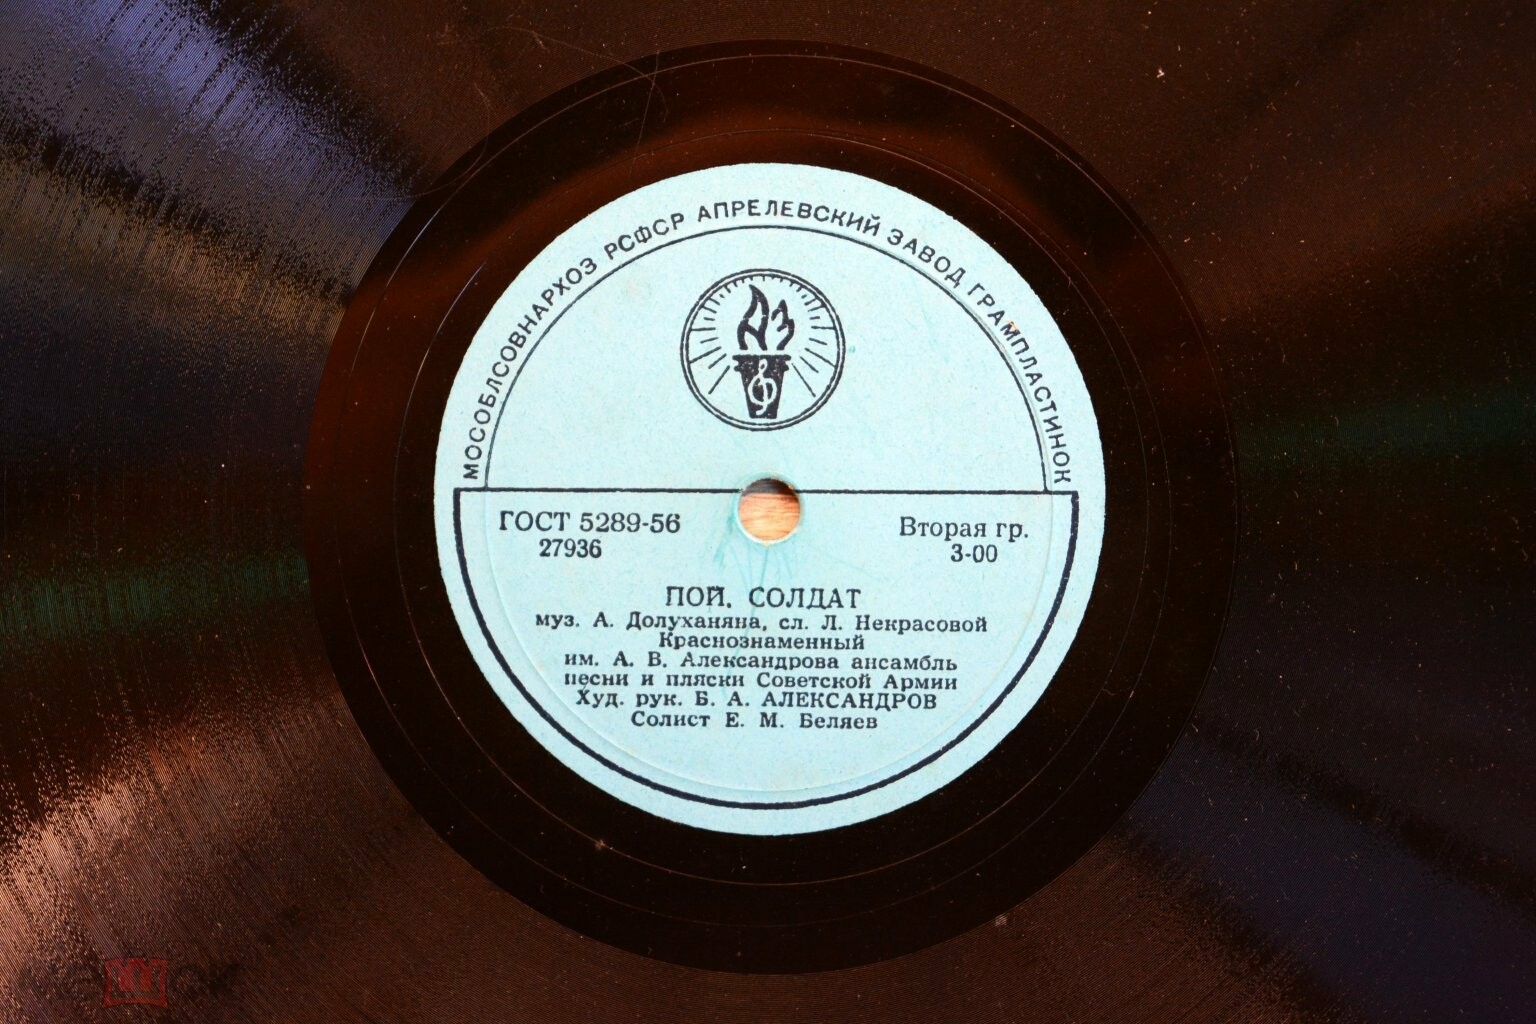 МОСОБЛСОВНАРХОЗ РСФСР АПРЕЛЕВСКИЙ ЗАВОД ГРАМПЛАСТИНОК
АЗ
ГОСТ 5289-56
27936
Вторая гр.
3-00
ПОЙ, СОЛДАТ
муз. А. Долуханяна, сл. Л. Некрасовой
Краснознаменный
им. А. В. Александрова ансамбль
песни и пляски Советской Армии
Худ. рук. Б. А. АЛЕКСАНДРОВ
Солист Е. М. Беляев